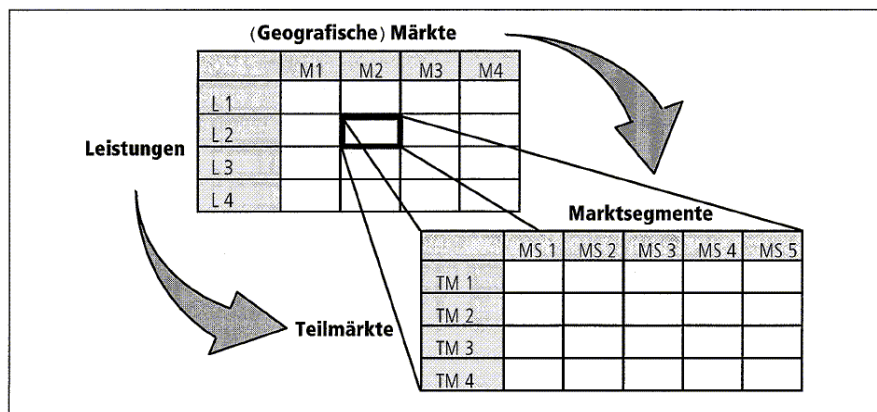 (Geografische) Märkte
M1 M2 M3 M4
L 1
L 2
L 3
L 4
Leistungen
Marktsegmente
MS 1 MS 2 MS 3 MS 4 MS 5
TM 1
TM 2
TM 3
TM 4
Teilmärkte